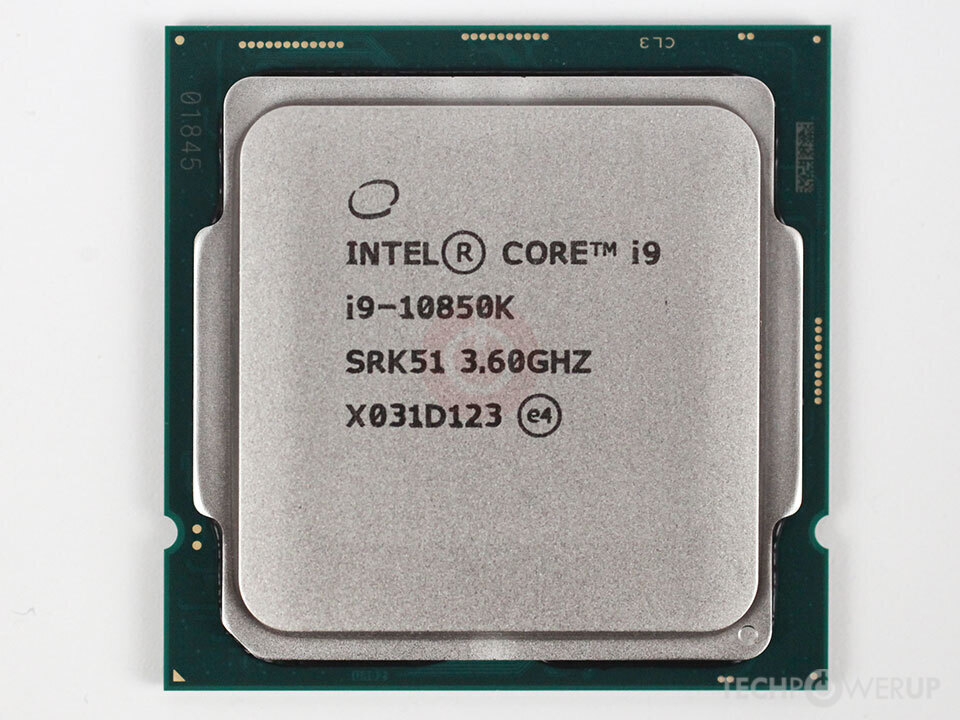 CL3
01845
INTEL® CORE™ i9
i9-10850K
SRK51 3.60GHZ
X031D123 e4
TECHPOWERUP